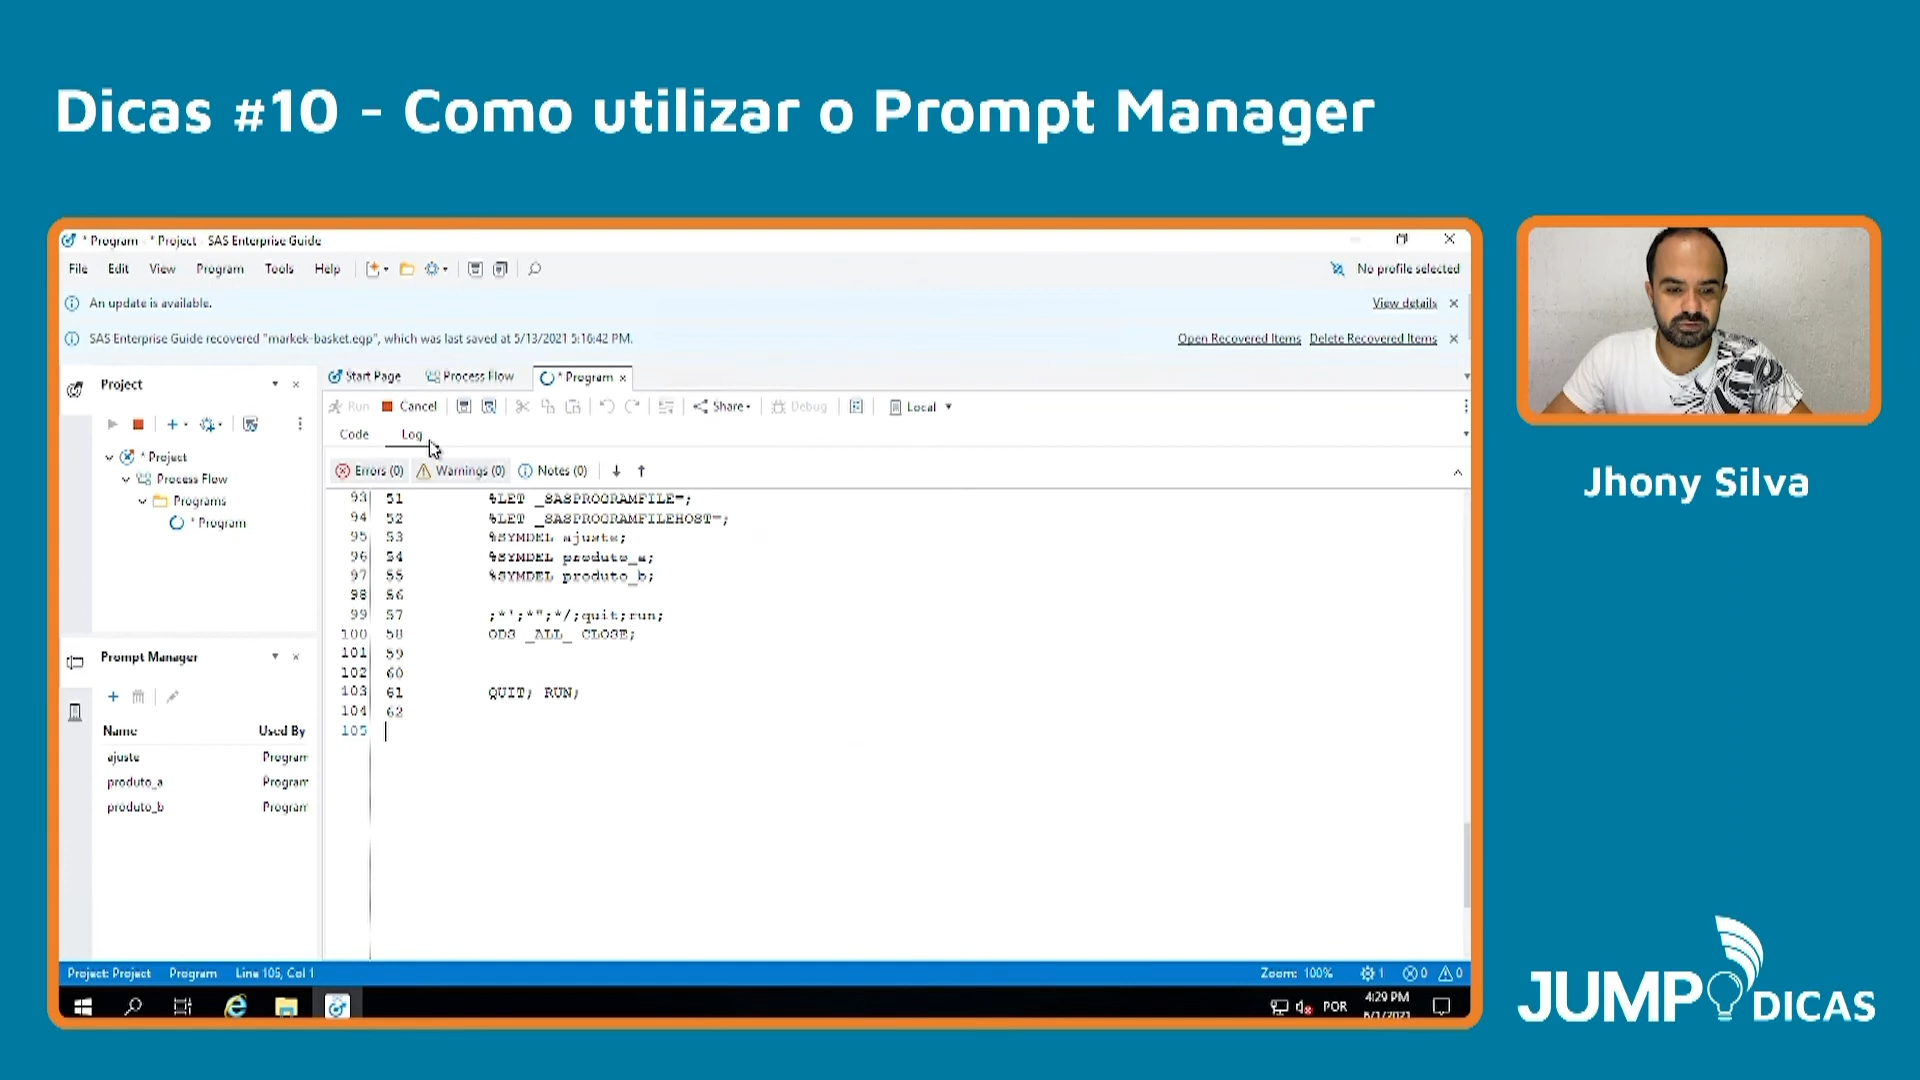 Dicas #10 - Como utilizar o Prompt Manager
* Program * Project SAS Enterprise Guide
File Edit View Program Tools Help
No profile selected
An update is available.
View details
SAS Enterprise Guide recovered "markek-basket.egp", which was last saved at 5/13/2021 5:16:42 PM.
Open Recovered Items Delete Recovered Items
Project
Start Page Process Flow * Program
Run Cancel Share Debug Local
Code Log
* Project
Process Flow
Programs
* Program
Errors (0) Warnings (0) Notes (0)
93 51 %LET _SASPROGRAMFILE=;
94 52 %LET _SASPROGRAMFILEHOST=;
95 53 %SYMDEL ajuste;
96 54 %SYMDEL produto_a;
97 55 %SYMDEL produto_b;
98 56
99 57 ;*';*";*/;quit;run;
100 58 ODS _ALL_ CLOSE;
101 59
102 60
103 61 QUIT; RUN;
104 62
105
Prompt Manager
Name Used By
ajuste Program
produto_a Program
produto_b Program
Project: Project Program Line 105, Col 1
Zoom: 100% 1 0 0
POR
4:29 PM
6/1/2021
Jhony Silva
JUMP DICAS